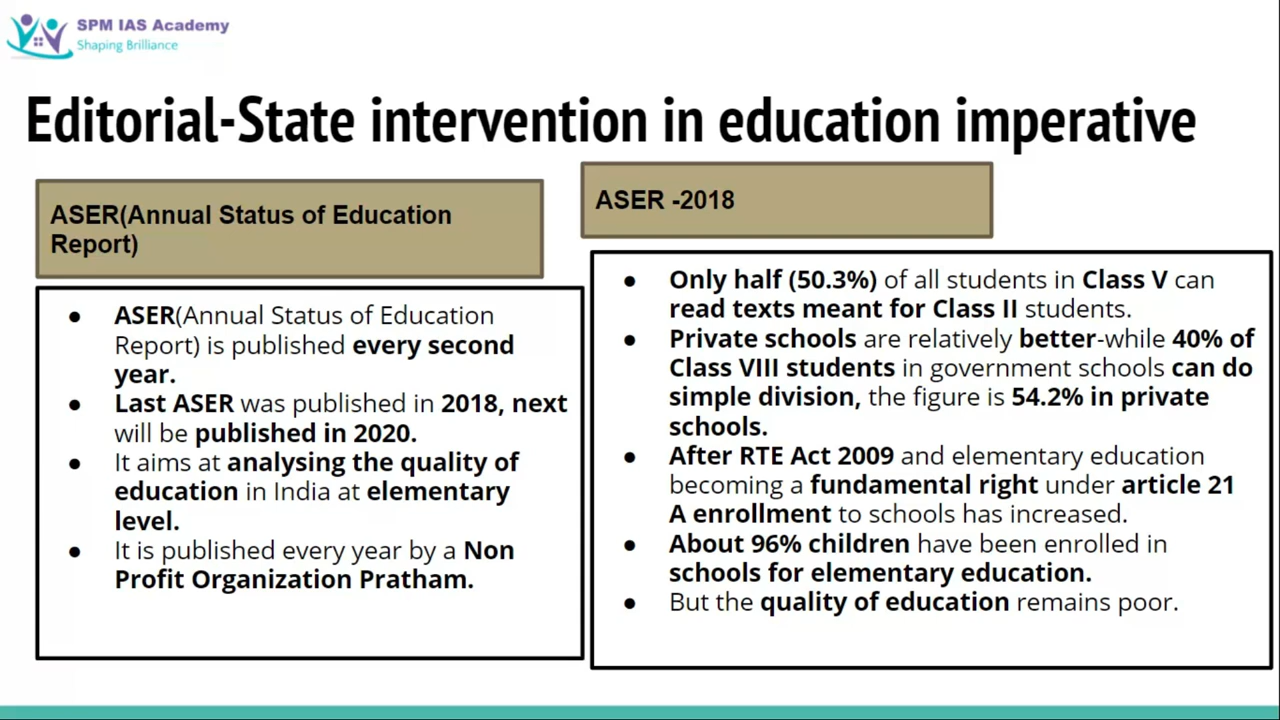 SPM IAS Academy
Shaping Brilliance
Editorial-State intervention in education imperative
ASER(Annual Status of Education
Report)
● ASER(Annual Status of Education
Report) is published every second
year.
● Last ASER was published in 2018, next
will be published in 2020.
● It aims at analysing the quality of
education in India at elementary
level.
● It is published every year by a Non
Profit Organization Pratham.
ASER -2018
● Only half (50.3%) of all students in Class V can
read texts meant for Class II students.
● Private schools are relatively better-while 40% of
Class VIII students in government schools can do
simple division, the figure is 54.2% in private
schools.
● After RTE Act 2009 and elementary education
becoming a fundamental right under article 21
A enrollment to schools has increased.
● About 96% children have been enrolled in
schools for elementary education.
● But the quality of education remains poor.